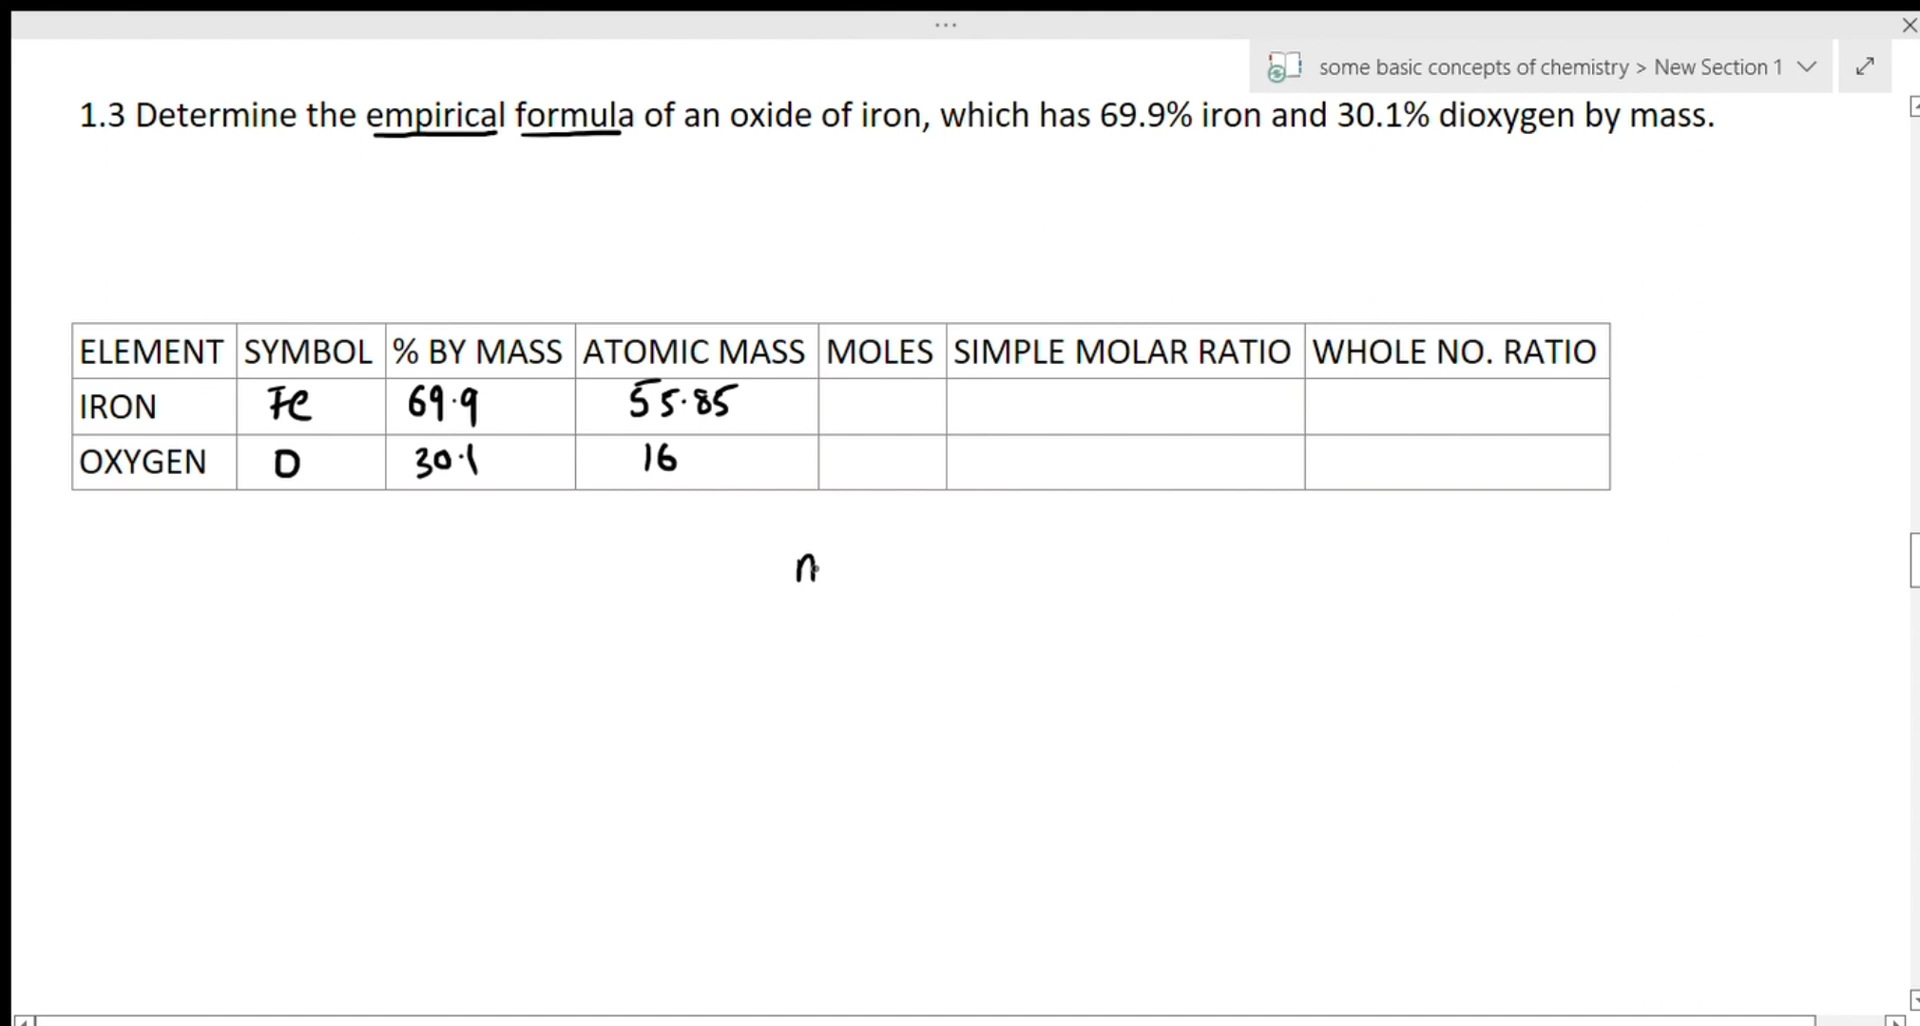 some basic concepts of chemistry > New Section 1
1.3 Determine the empirical formula of an oxide of iron, which has 69.9% iron and 30.1% dioxygen by mass.
ELEMENT SYMBOL % BY MASS ATOMIC MASS MOLES SIMPLE MOLAR RATIO WHOLE NO. RATIO
IRON Fe 69.9 55.85
OXYGEN O 30.1 16
n